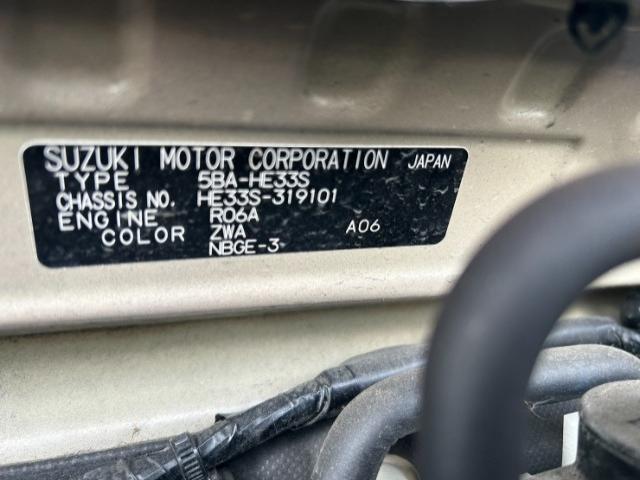 SUZUKI MOTOR CORPORATION JAPAN
TYPE 5BA-HE33S
CHASSIS NO. HE33S-319101
ENGINE R06A
COLOR ZWA A06
NBGE-3